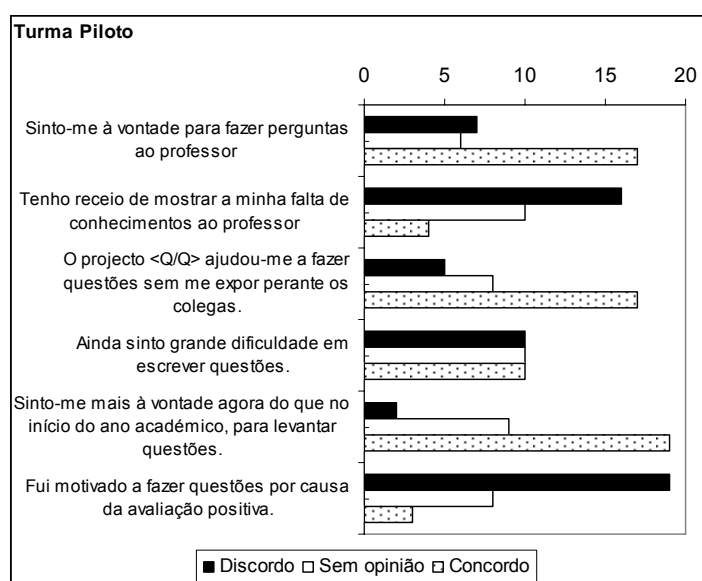 Turma Piloto
0 5 10 15 20
Sinto-me à vontade para fazer perguntas
ao professor
Tenho receio de mostrar a minha falta de
conhecimentos ao professor
O projecto <Q/Q> ajudou-me a fazer
questões sem me expor perante os
colegas.
Ainda sinto grande dificuldade em
escrever questões.
Sinto-me mais à vontade agora do que no
início do ano académico, para levantar
questões.
Fui motivado a fazer questões por causa
da avaliação positiva.
Discordo Sem opinião Concordo